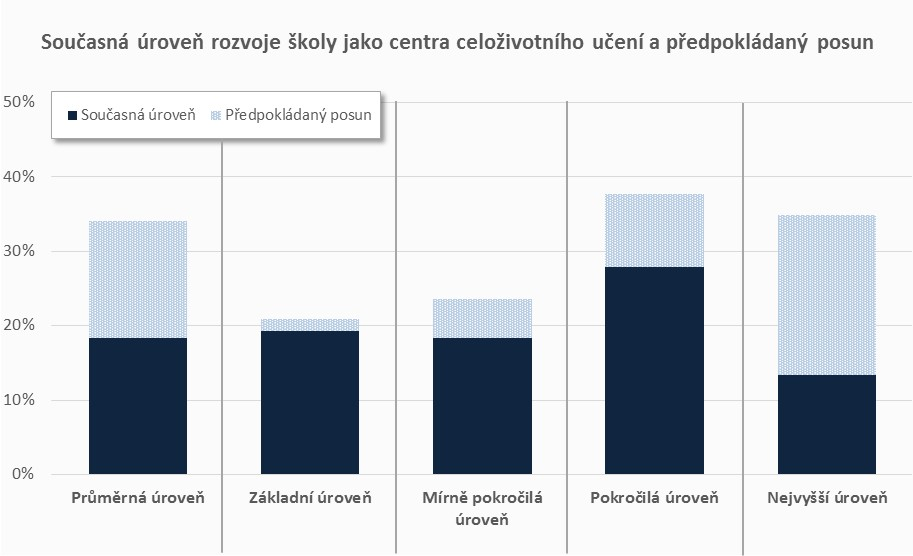 Současná úroveň rozvoje školy jako centra celoživotního učení a předpokládaný posun
50%
Současná úroveň Předpokládaný posun
40%
30%
20%
10%
0%
Průměrná úroveň Základní úroveň Mírně pokročilá Pokročilá úroveň Nejvyšší úroveň
úroveň